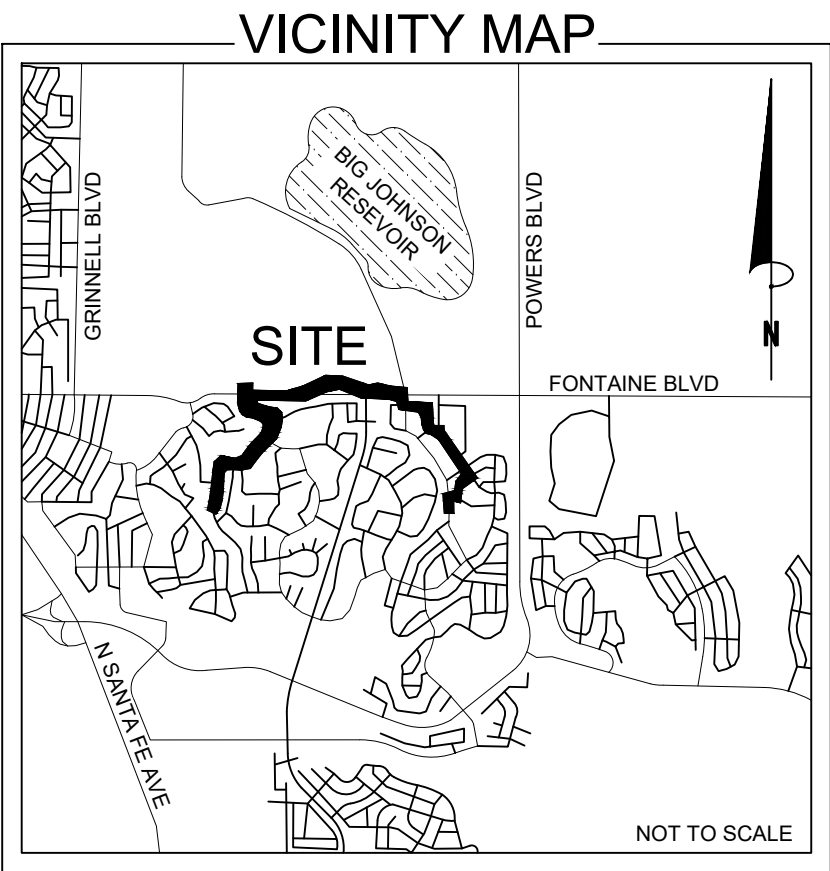 VICINITY MAP
BIG JOHNSON
RESEVOIR
GRINNELL BLVD
POWERS BLVD
N
SITE
FONTAINE BLVD
N SANTA FE AVE
NOT TO SCALE